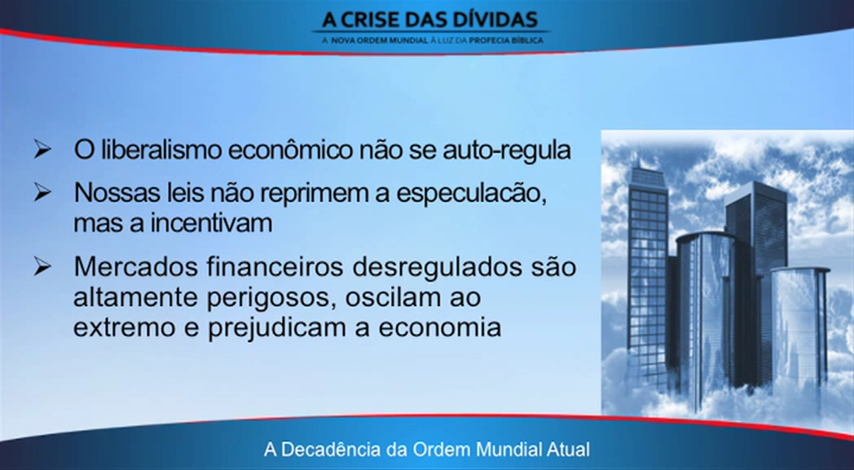 A CRISE DAS DÍVIDAS
A NOVA ORDEM MUNDIAL À LUZ DA PROFECIA BÍBLICA
➢ O liberalismo econômico não se auto-regula
➢ Nossas leis não reprimem a especulacão,
mas a incentivam
➢ Mercados financeiros desregulados são
altamente perigosos, oscilam ao
extremo e prejudicam a economia
A Decadência da Ordem Mundial Atual